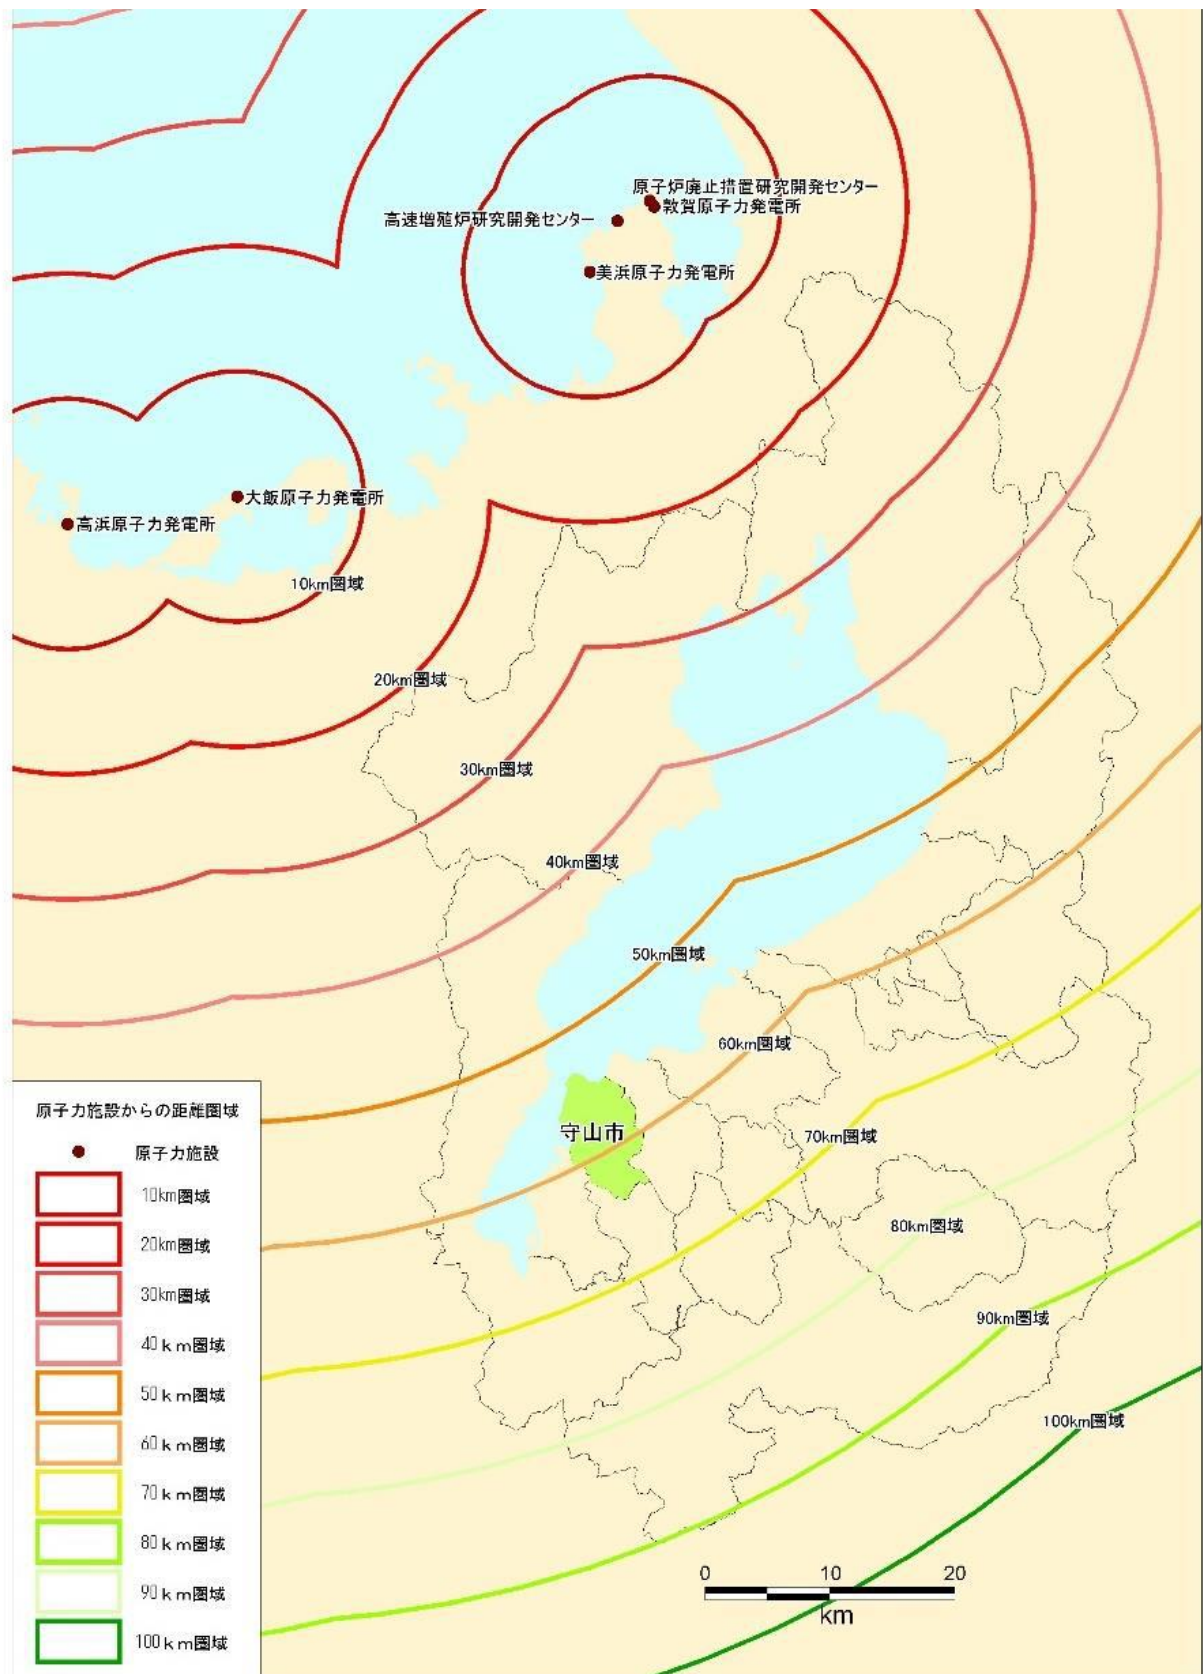 原子炉廃止措置研究開発センター
敦賀原子力発電所
高速増殖炉研究開発センター
美浜原子力発電所
大飯原子力発電所
高浜原子力発電所
10km圏域
20km圏域
30km圏域
40km圏域
50km圏域
60km圏域
守山市
70km圏域
80km圏域
90km圏域
100km圏域
原子力施設からの距離圏域
原子力施設
10km圏域
20km圏域
30km圏域
40ｋｍ圏域
50ｋｍ圏域
60ｋｍ圏域
70ｋｍ圏域
80ｋｍ圏域
90ｋｍ圏域
100ｋｍ圏域
0 10 20
km